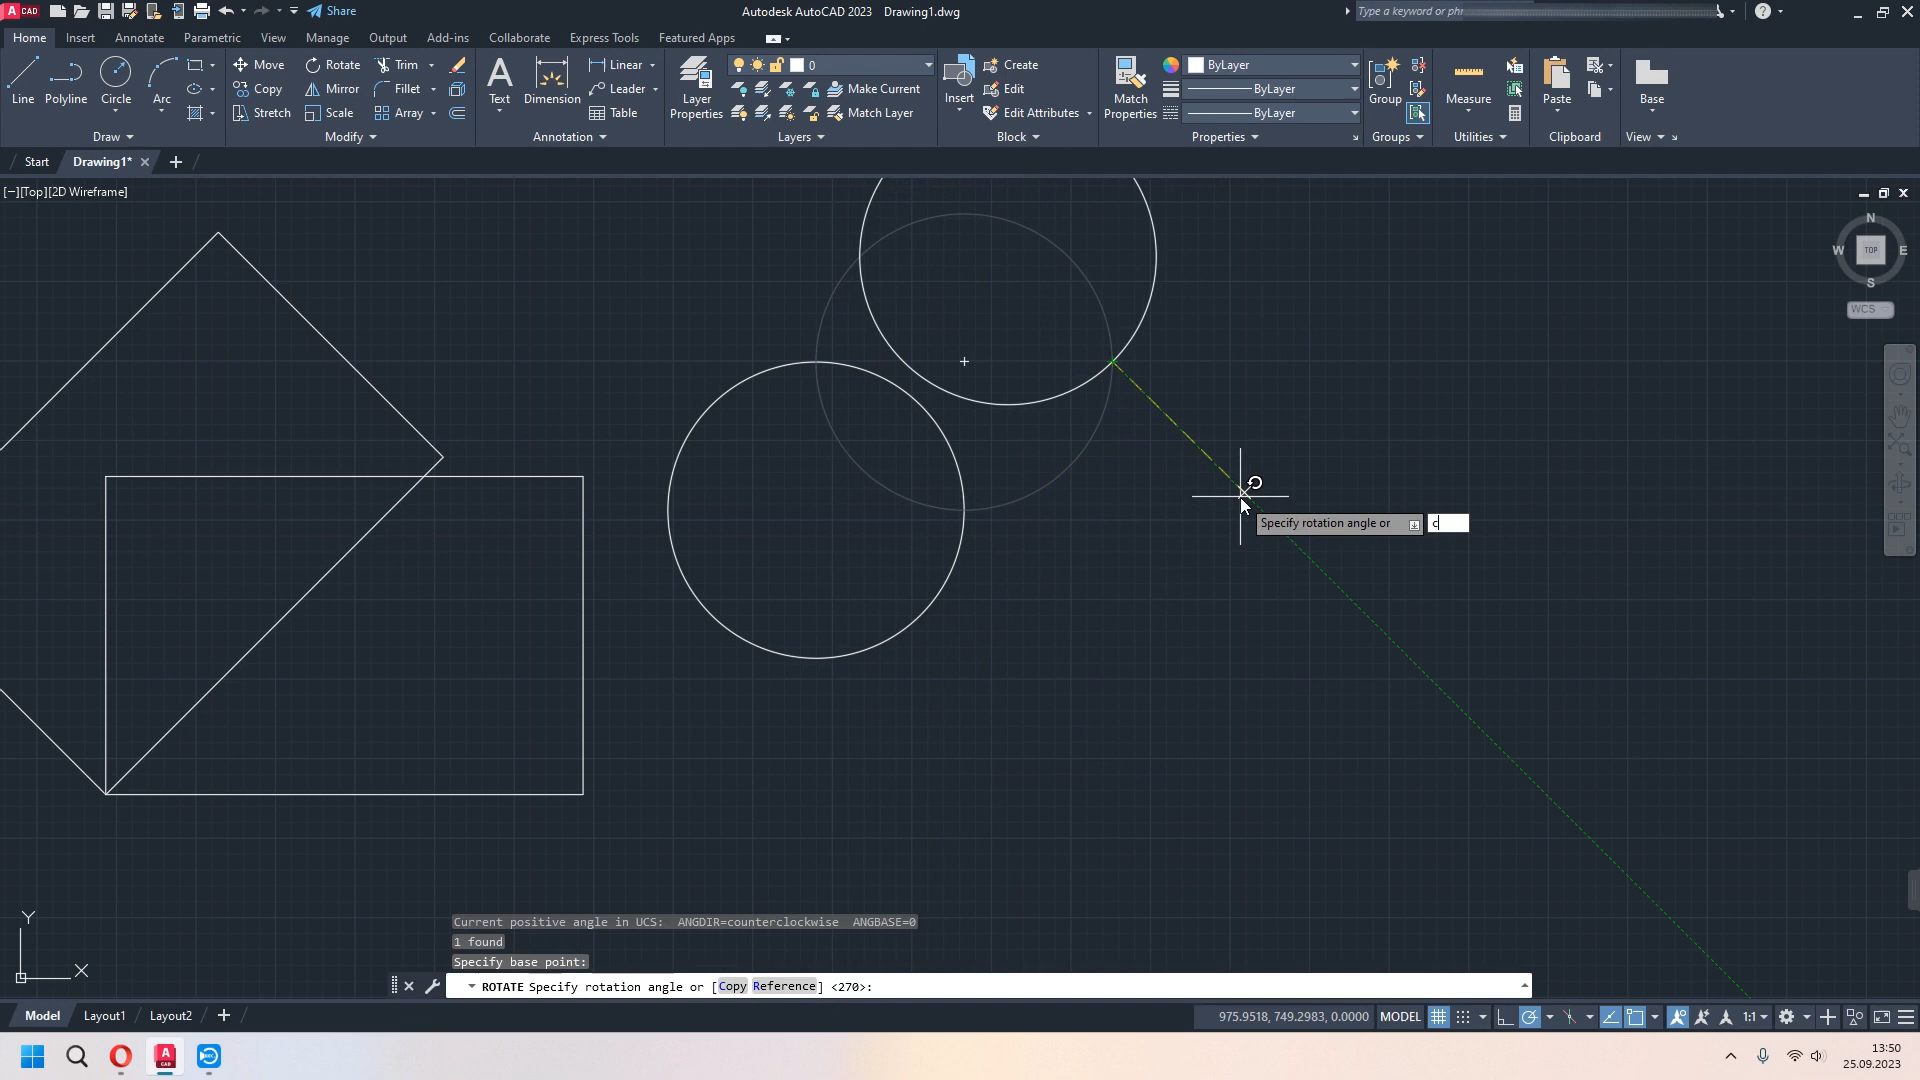 CAD Share Autodesk AutoCAD 2023 Drawing1.dwg Type a keyword or phr
Home Insert Annotate Parametric View Manage Output Add-ins Collaborate Express Tools Featured Apps
Line Polyline Circle Arc
Draw
Move Rotate Trim
Copy Mirror Fillet
Stretch Scale Array
Modify
Text Dimension
Linear
Leader
Table
Annotation
Layer Properties
0
Make Current
Match Layer
Layers
Insert
Create
Edit
Edit Attributes
Block
Match Properties
ByLayer
ByLayer
ByLayer
Properties
Group
Groups
Measure
Utilities
Paste
Clipboard
Base
View
Start Drawing1*
[−][Top][2D Wireframe]
N
W TOP E
S
WCS
Specify rotation angle or c
Y
X
Current positive angle in UCS: ANGDIR=counterclockwise ANGBASE=0
1 found
Specify base point:
ROTATE Specify rotation angle or [Copy Reference] <270>:
Model Layout1 Layout2 975.9518, 749.2983, 0.0000 MODEL 1:1
A CAD
REC
13:50
25.09.2023